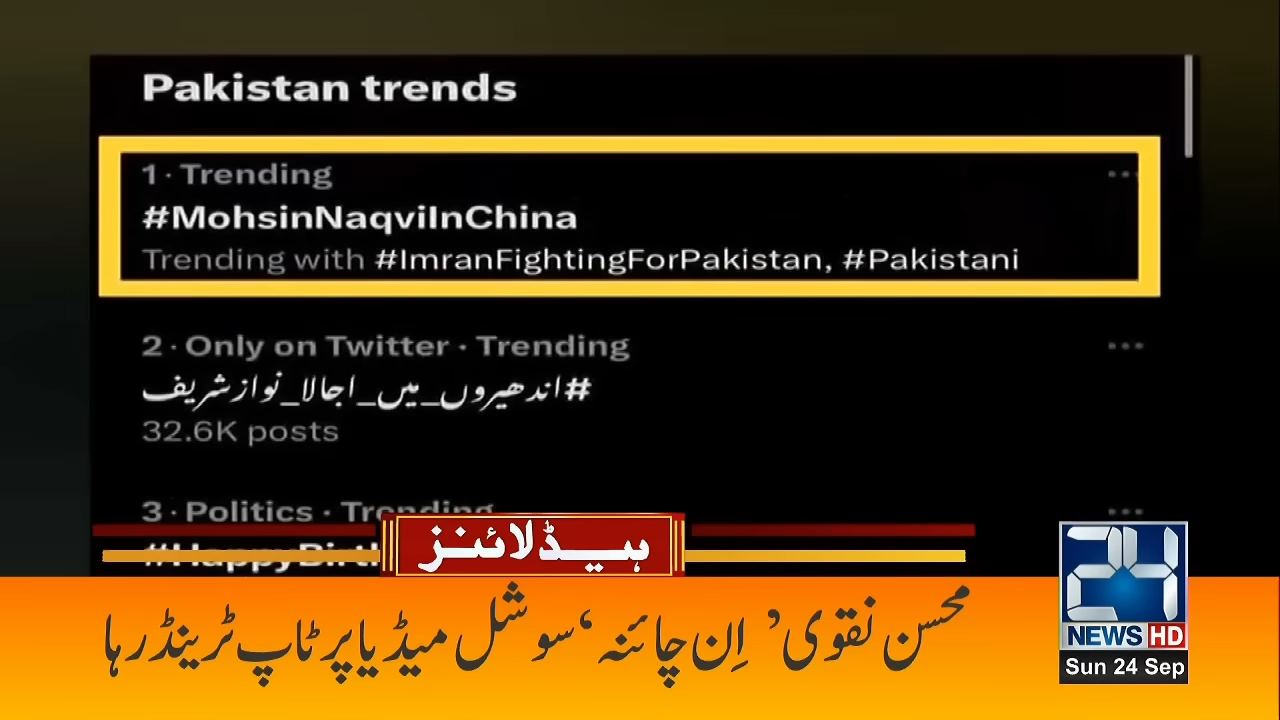 Pakistan trends
1 · Trending
#MohsinNaqviInChina
Trending with #ImranFightingForPakistan, #Pakistani
2 · Only on Twitter · Trending
#اندھیروں_میں_اجالا_نوازشریف
32.6K posts
3 · Politics · Trending
ہیڈلائنز
محسن نقوی ’ اِن چائنہ ‘ سوشل میڈیا پر ٹاپ ٹرینڈ رہا
24
NEWS HD
Sun 24 Sep